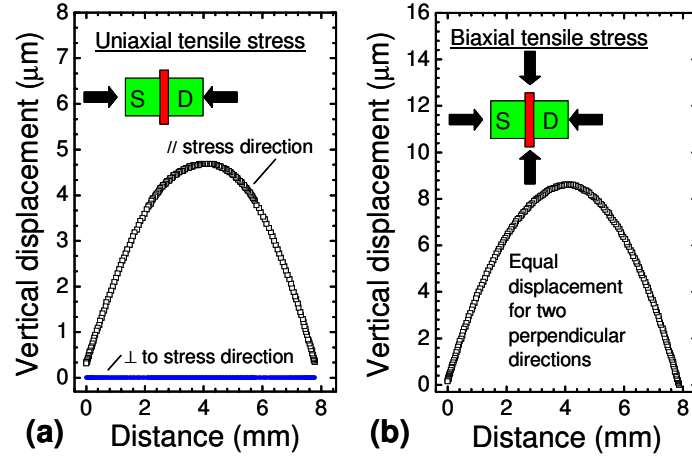 Uniaxial tensile stress
S D
// stress direction
⊥ to stress direction
8
7
6
5
4
3
2
1
0
Vertical displacement (μm)
0 2 4 6 8
Distance (mm)
(a)
Biaxial tensile stress
S D
Equal
displacement
for two
perpendicular
directions
16
14
12
10
8
6
4
2
0
Vertical displacement (μm)
0 2 4 6 8
Distance (mm)
(b)